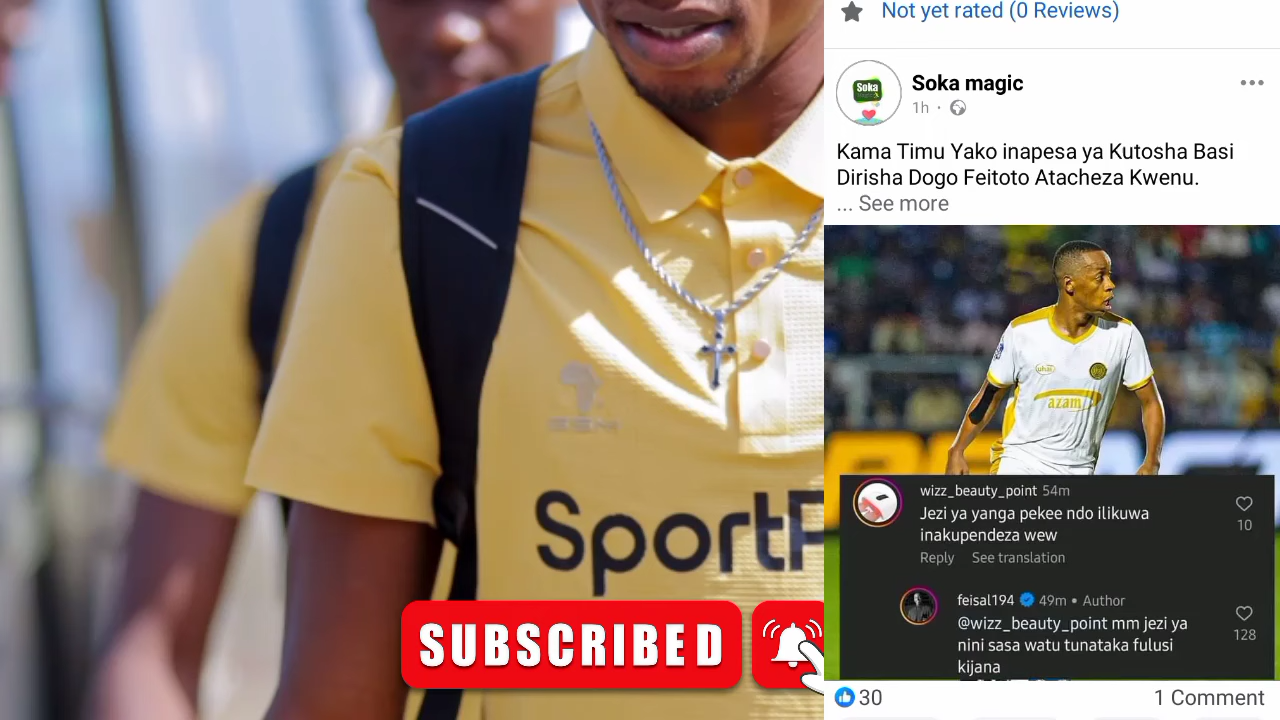 SportP
SUBSCRIBED
Not yet rated (0 Reviews)
Soka
Soka magic
1h ·
Kama Timu Yako inapesa ya Kutosha Basi
Dirisha Dogo Feitoto Atacheza Kwenu.
... See more
uhai
azam
wizz_beauty_point 54m
Jezi ya yanga pekee ndo ilikuwa
inakupendeza wew
10
Reply See translation
feisal194 49m • Author
@wizz_beauty_point mm jezi ya
nini sasa watu tunataka fulusi
kijana
128
30
1 Comment